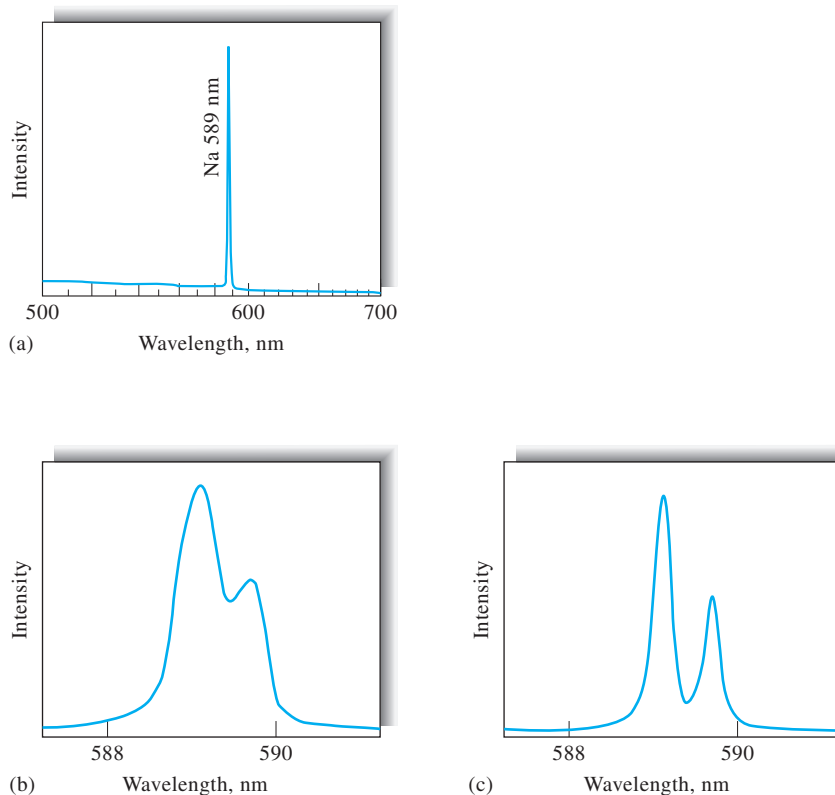 Intensity
Na 589 nm
500 600 700
(a) Wavelength, nm
Intensity
588 590
(b) Wavelength, nm
Intensity
588 590
(c) Wavelength, nm